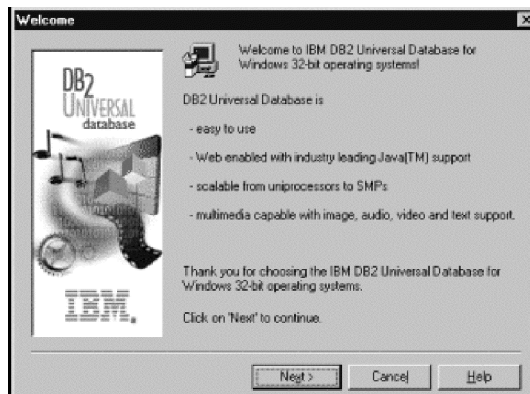 Welcome
DB2
UNIVERSAL
database
IBM.
Welcome to IBM DB2 Universal Database for
Windows 32-bit operating systems!
DB2 Universal Database is
- easy to use
- Web enabled with industry leading Java(TM) support
- scalable from uniprocessors to SMPs
- multimedia capable with image, audio, video and text support.
Thank you for choosing the IBM DB2 Universal Database for
Windows 32-bit operating systems.
Click on 'Next' to continue.
Next >
Cancel
Help